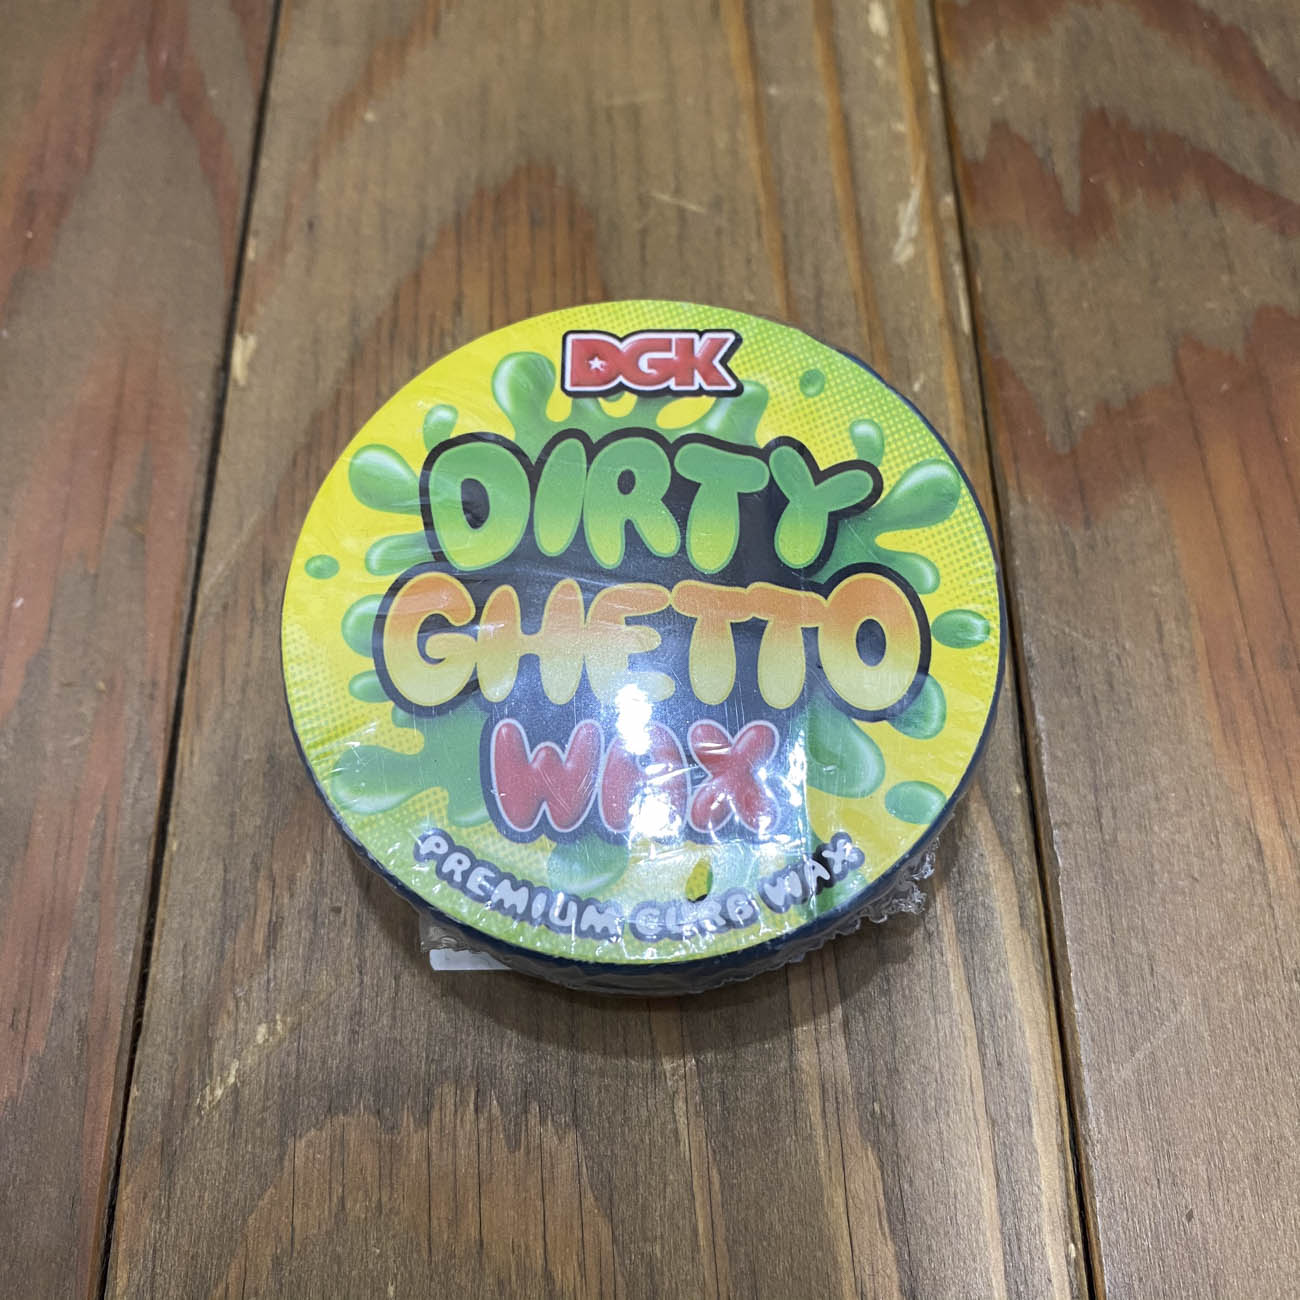 DGK
DIRTY
GHETTO
WAX
PREMIUM CURB WAX